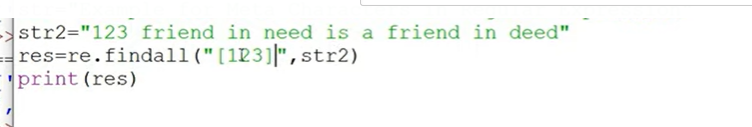 str2="123 friend in need is a friend in deed"
res=re.findall("[123]",str2)
print(res)